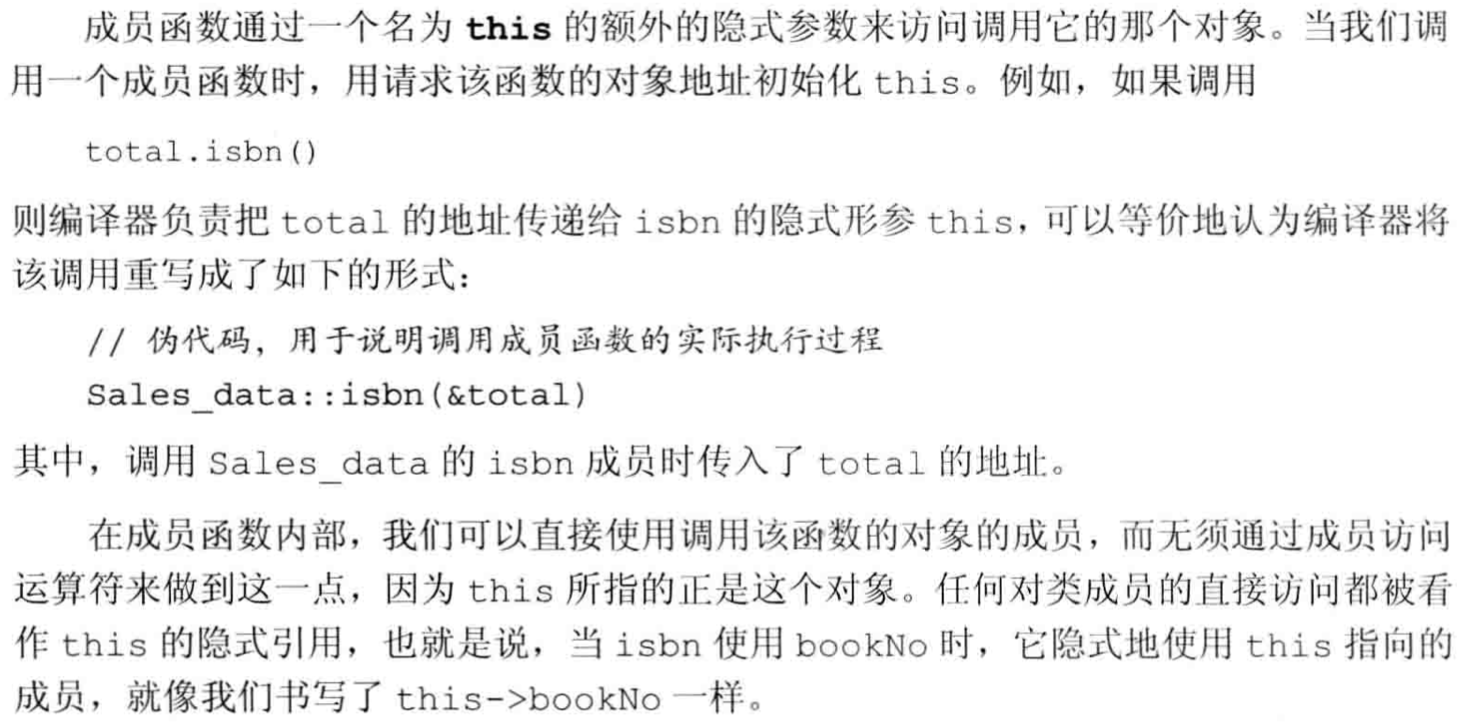 成员函数通过一个名为 this 的额外的隐式参数来访问调用它的那个对象。当我们调
用一个成员函数时，用请求该函数的对象地址初始化 this。例如，如果调用
total.isbn()
则编译器负责把 total 的地址传递给 isbn 的隐式形参 this，可以等价地认为编译器将
该调用重写成了如下的形式：
// 伪代码，用于说明调用成员函数的实际执行过程
Sales_data::isbn(&total)
其中，调用 Sales_data 的 isbn 成员时传入了 total 的地址。
在成员函数内部，我们可以直接使用调用该函数的对象的成员，而无须通过成员访问
运算符来做到这一点，因为 this 所指的正是这个对象。任何对类成员的直接访问都被看
作 this 的隐式引用，也就是说，当 isbn 使用 bookNo 时，它隐式地使用 this 指向的
成员，就像我们书写了 this->bookNo 一样。